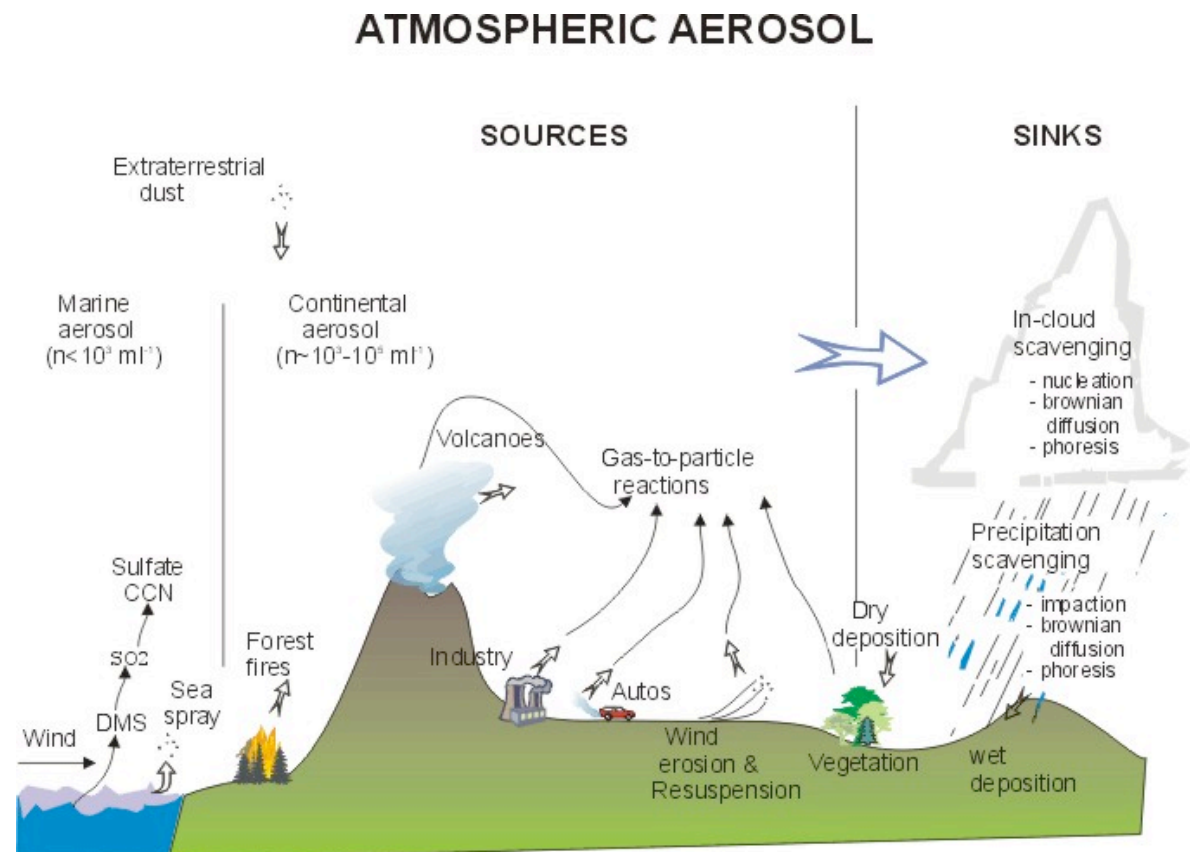 ATMOSPHERIC AEROSOL
SOURCES
SINKS
Extraterrestrial
dust
Marine
aerosol
(n<10³ ml⁻¹)
Continental
aerosol
(n~10³-10⁵ ml⁻¹)
In-cloud
scavenging
- nucleation
- brownian
diffusion
- phoresis
Volcanoes
Gas-to-particle
reactions
Precipitation
scavenging
- impaction
- brownian
diffusion
- phoresis
Sulfate
CCN
SO2
DMS
Wind
Sea
spray
Forest
fires
Industry
Autos
Wind
erosion &
Resuspension
Dry
deposition
Vegetation
wet
deposition